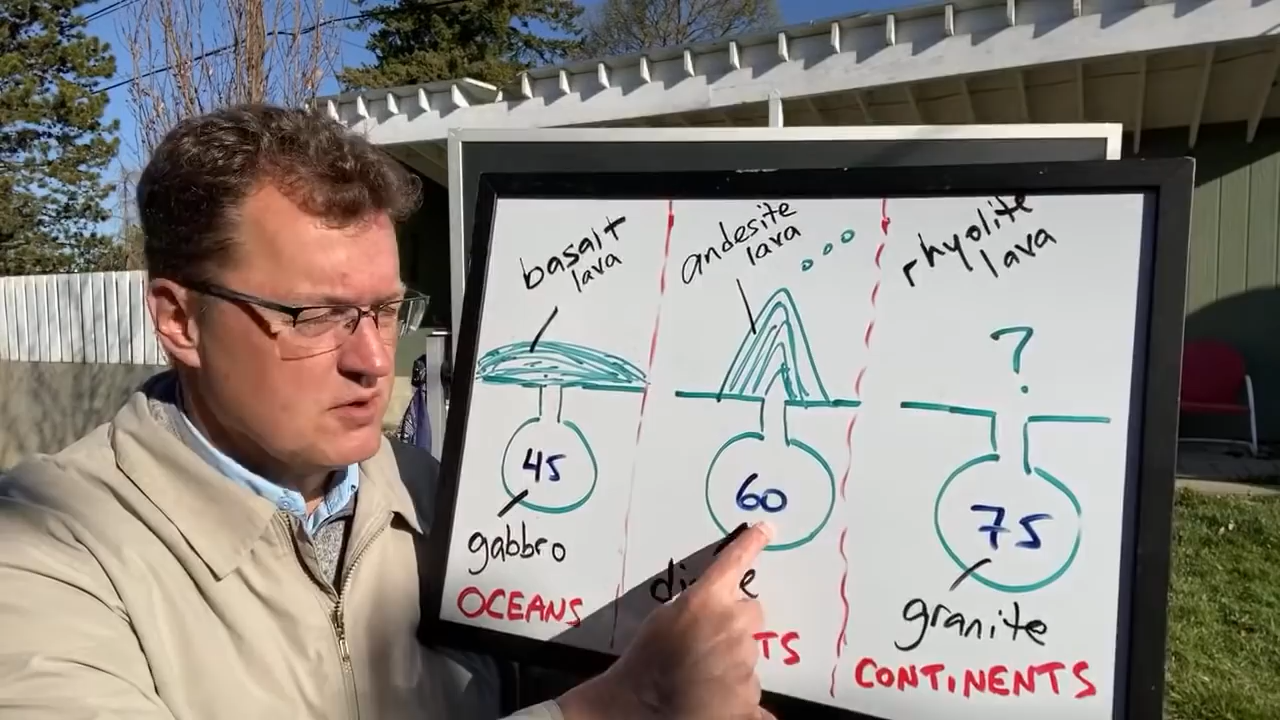 basalt
lava
45
gabbro
OCEANS
andesite
lava
60
rhyolite
lava
?
75
granite
CONTINENTS